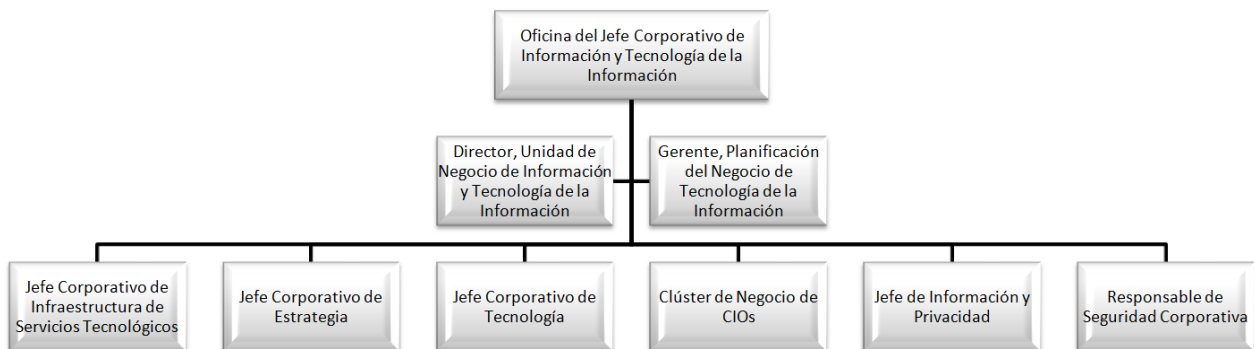 Oficina del Jefe Corporativo de
Información y Tecnología de la
Información
Director, Unidad de
Negocio de Información
y Tecnología de la
Información
Gerente, Planificación
del Negocio de
Tecnología de la
Información
Jefe Corporativo de
Infraestructura de
Servicios Tecnológicos
Jefe Corporativo de
Estrategia
Jefe Corporativo de
Tecnología
Clúster de Negocio de
CIOs
Jefe de Información y
Privacidad
Responsable de
Seguridad Corporativa